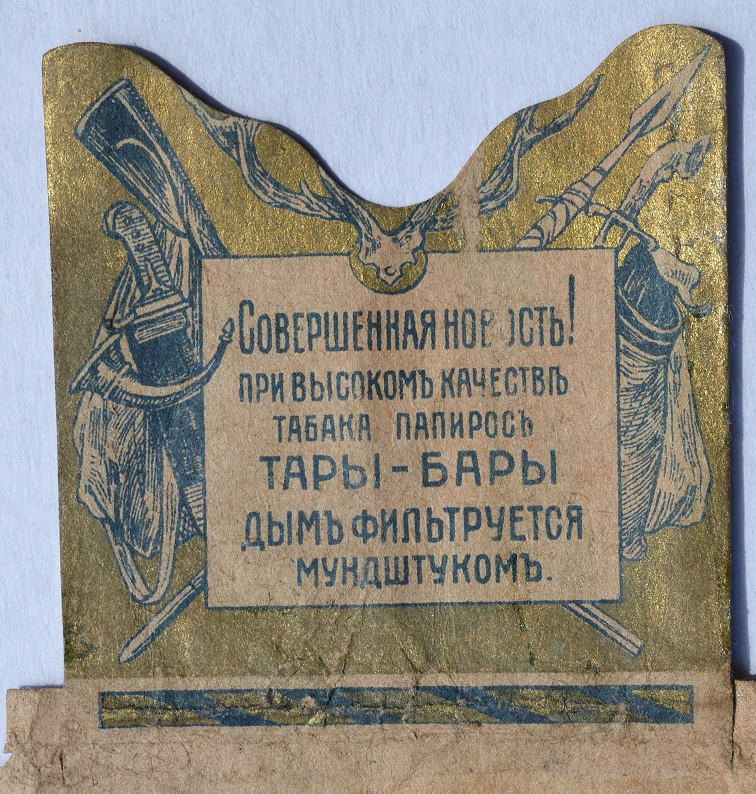 СОВЕРШЕННАЯ НОВОСТЬ!
ПРИ ВЫСОКОМЪ КАЧЕСТВѢ
ТАБАКА ПАПИРОСЪ
ТАРЫ-БАРЫ
ДЫМЪ ФИЛЬТРУЕТСЯ
МУНДШТУКОМЪ.